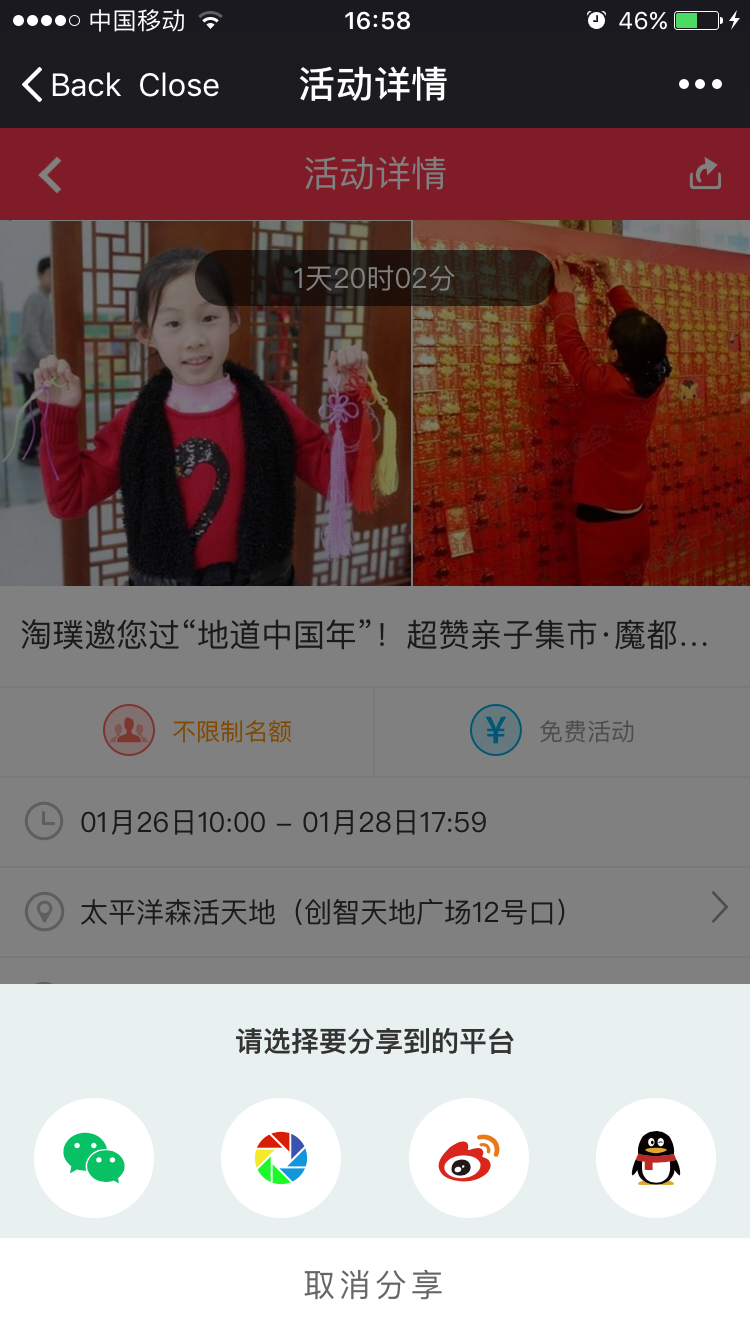 中国移动 16:58 46%
Back Close 活动详情
活动详情
1天20时02分
淘璞邀您过“地道中国年”！超赞亲子集市·魔都...
不限制名额 ¥ 免费活动
01月26日10:00 – 01月28日17:59
太平洋森活天地（创智天地广场12号口）
请选择要分享到的平台
取消分享